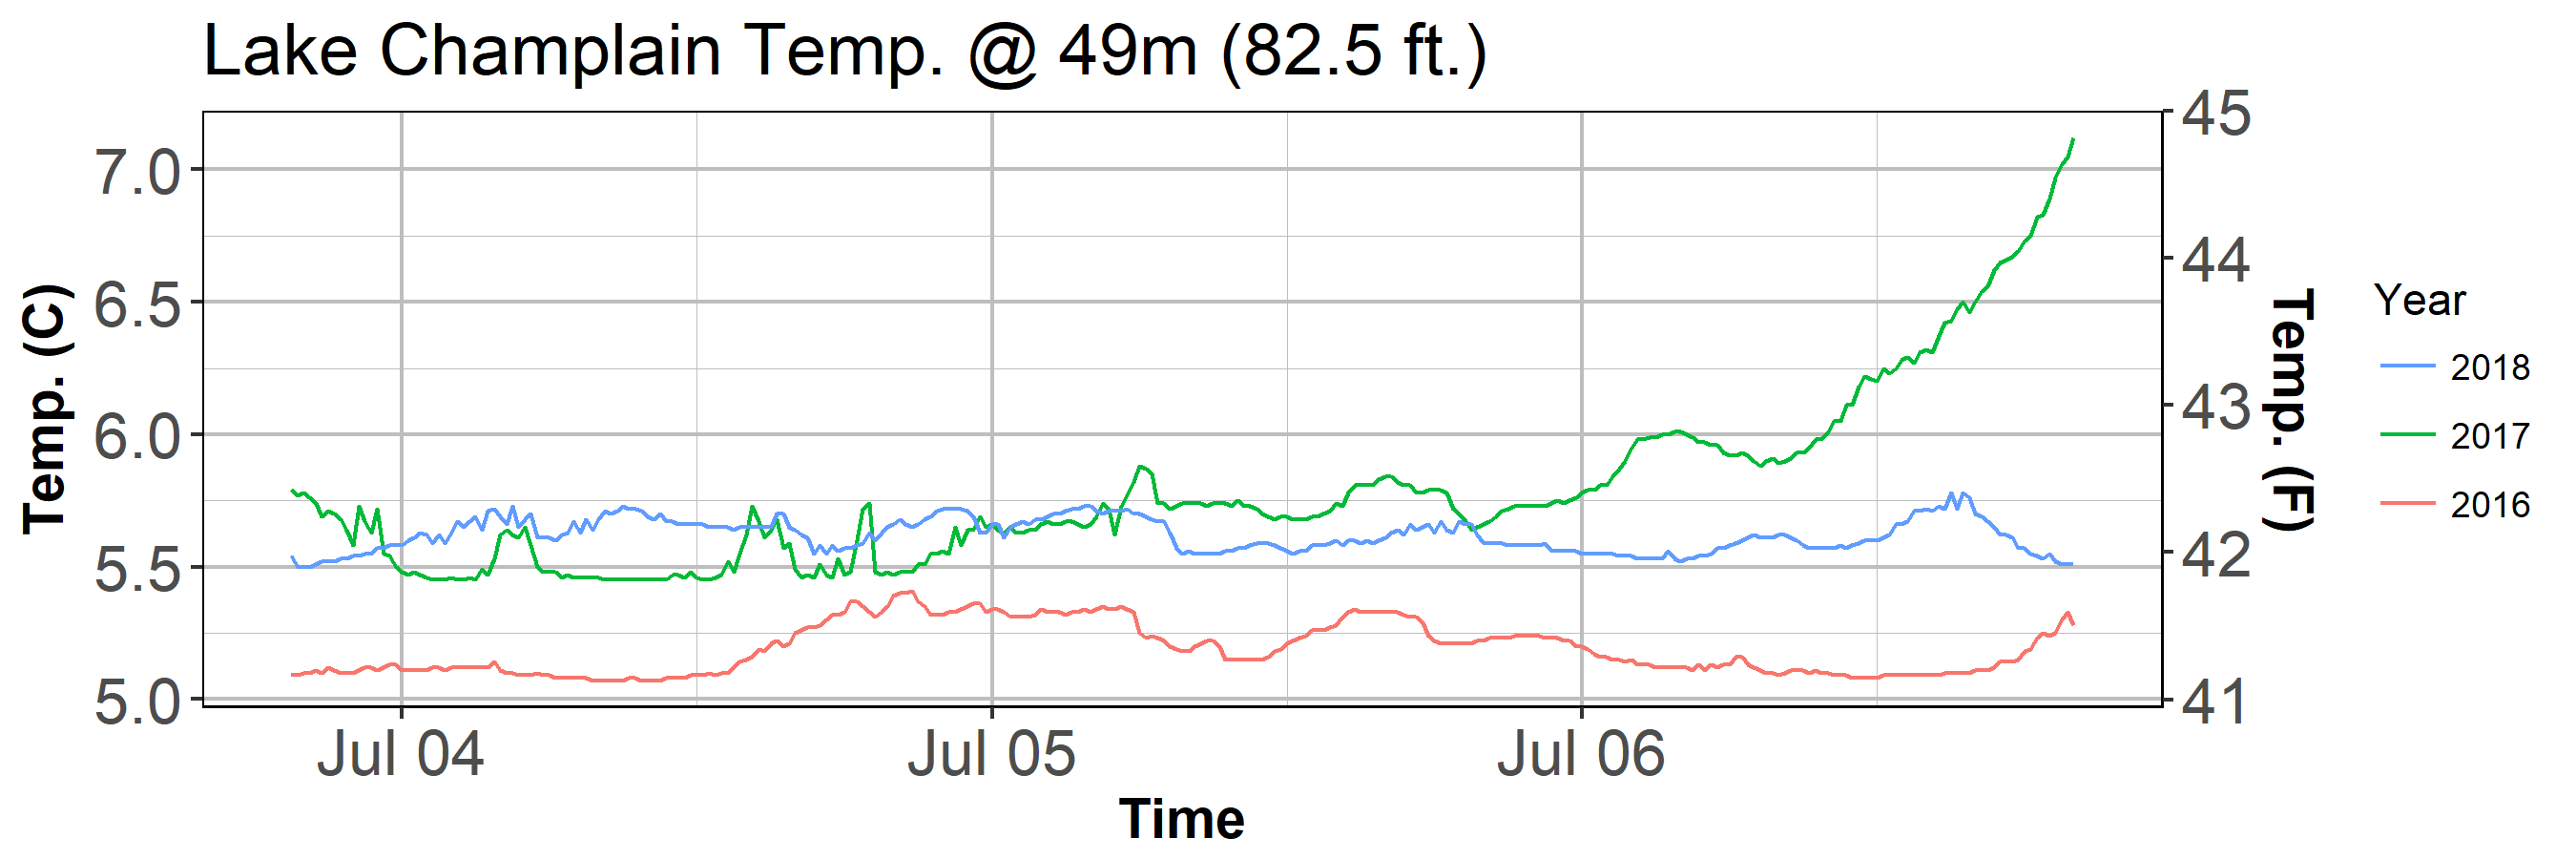 Lake Champlain Temp. @ 49m (82.5 ft.)
Temp. (C)
7.0
6.5
6.0
5.5
5.0
45
44
43
42
41
Temp. (F)
Year
2018
2017
2016
Jul 04
Jul 05
Jul 06
Time